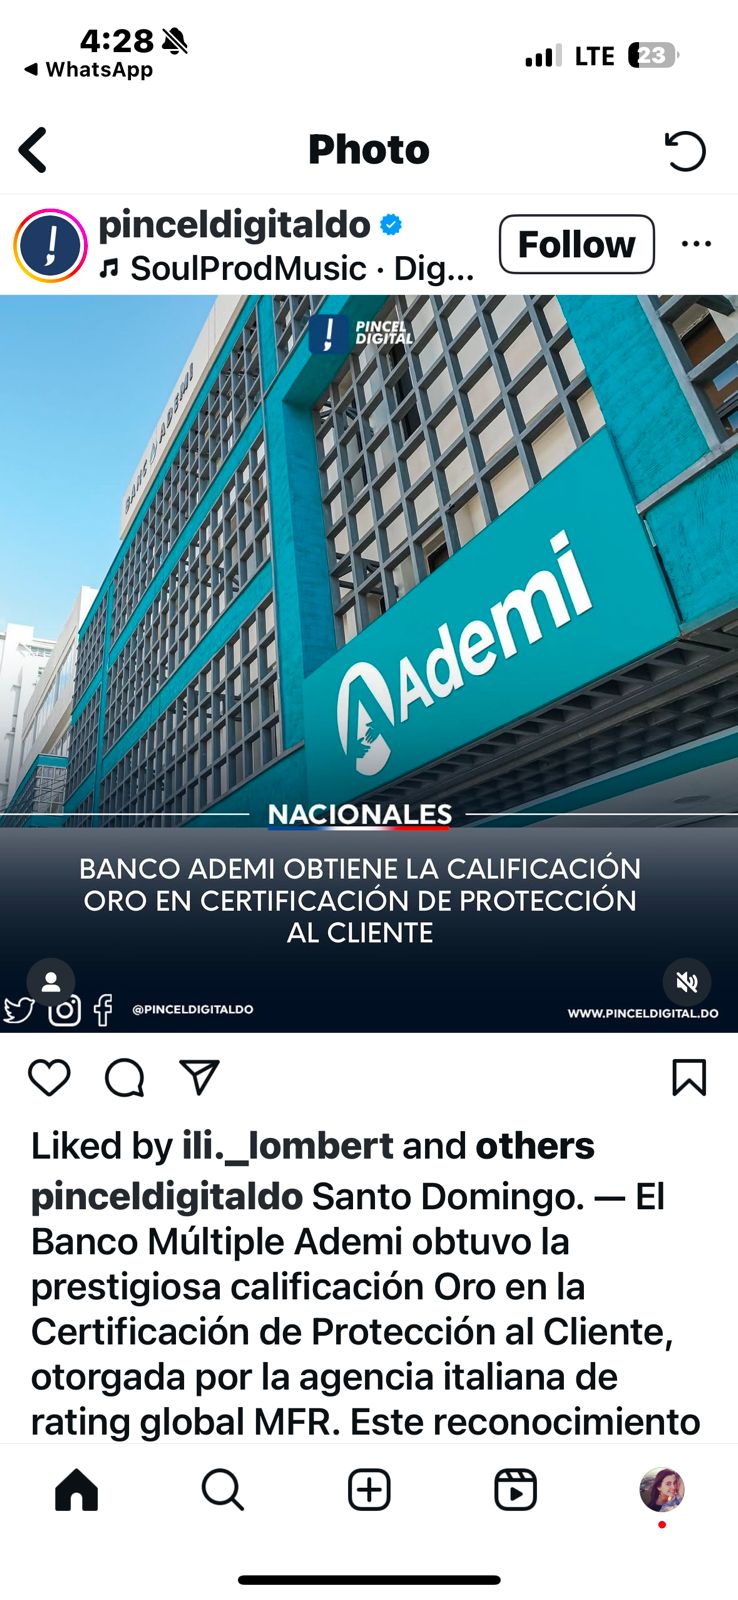 4:28
◀ WhatsApp
LTE
23
Photo
pinceldigitaldo
Follow
SoulProdMusic · Dig...
PINCEL
DIGITAL
BANCO ADEMI
Ademi
NACIONALES
BANCO ADEMI OBTIENE LA CALIFICACIÓN
ORO EN CERTIFICACIÓN DE PROTECCIÓN
AL CLIENTE
@PINCELDIGITALDO
WWW.PINCELDIGITAL.DO
Liked by ili._lombert and others
pinceldigitaldo Santo Domingo. — El
Banco Múltiple Ademi obtuvo la
prestigiosa calificación Oro en la
Certificación de Protección al Cliente,
otorgada por la agencia italiana de
rating global MFR. Este reconocimiento